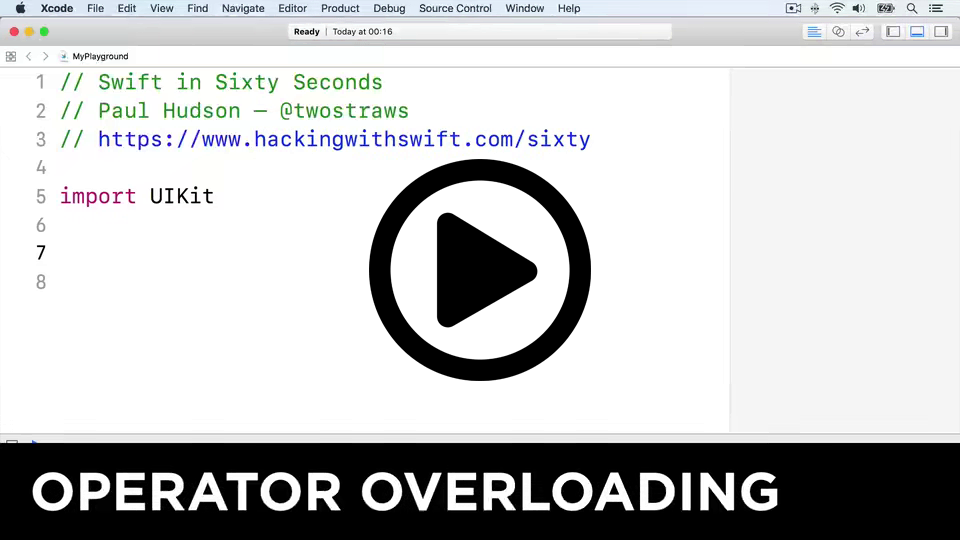 Xcode File Edit View Find Navigate Editor Product Debug Source Control Window Help
Ready | Today at 00:16
MyPlayground
1 // Swift in Sixty Seconds
2 // Paul Hudson — @twostraws
3 // https://www.hackingwithswift.com/sixty
4
5 import UIKit
6
7
8
OPERATOR OVERLOADING